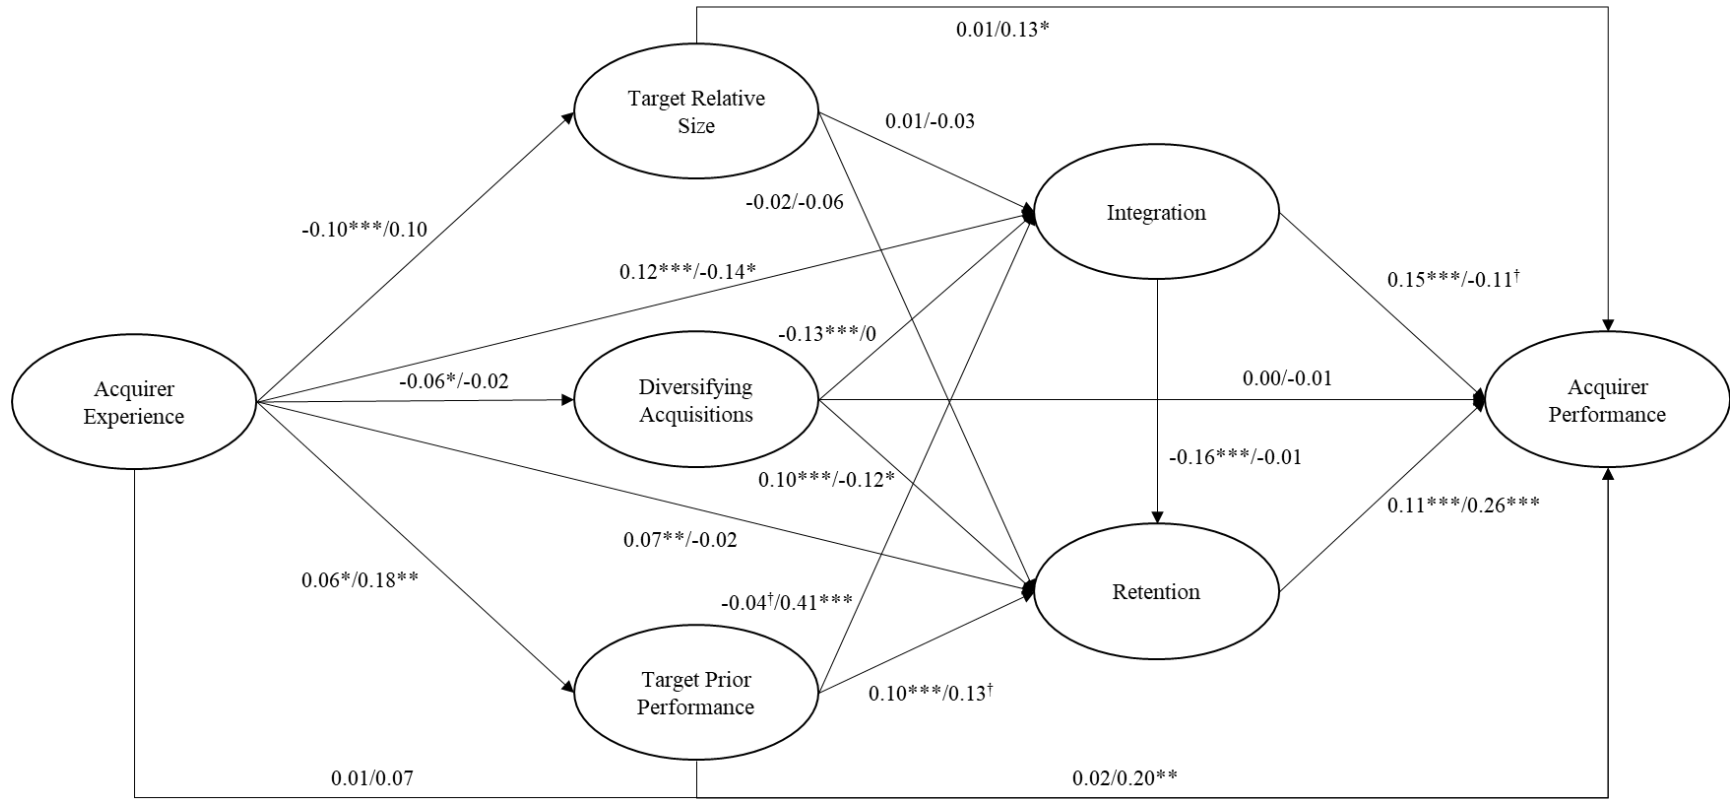 0.01/0.13*
Target Relative
Size
0.01/-0.03
-0.02/-0.06
Integration
-0.10***/0.10
0.12***/-0.14*
0.15***/-0.11†
-0.13***/0
Acquirer
Experience
-0.06*/-0.02
Diversifying
Acquisitions
0.00/-0.01
Acquirer
Performance
-0.16***/-0.01
0.10***/-0.12*
0.11***/0.26***
0.07**/-0.02
0.06*/0.18**
-0.04†/0.41***
Retention
Target Prior
Performance
0.10***/0.13†
0.01/0.07
0.02/0.20**